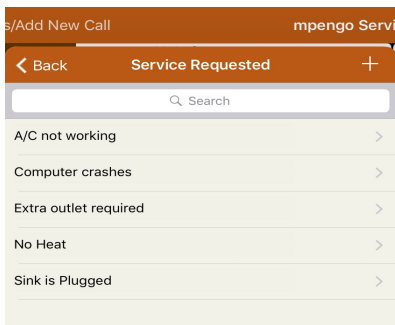 s/Add New Call mpengo Servi
Back Service Requested +
Search
A/C not working
Computer crashes
Extra outlet required
No Heat
Sink is Plugged